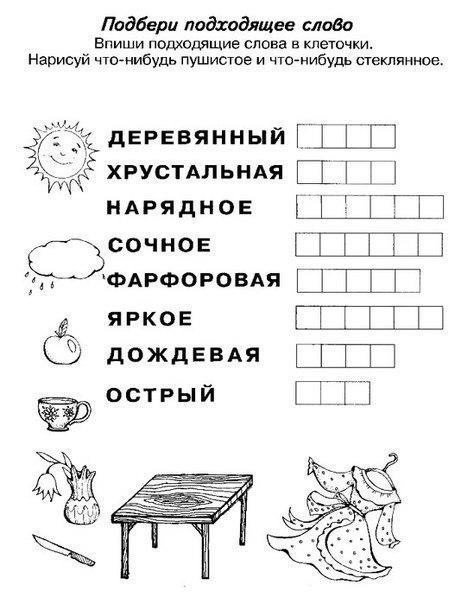 Подбери подходящее слово
Впиши подходящие слова в клеточки.
Нарисуй что-нибудь пушистое и что-нибудь стеклянное.
ДЕРЕВЯННЫЙ
ХРУСТАЛЬНАЯ
НАРЯДНОЕ
СОЧНОЕ
ФАРФОРОВАЯ
ЯРКОЕ
ДОЖДЕВАЯ
ОСТРЫЙ